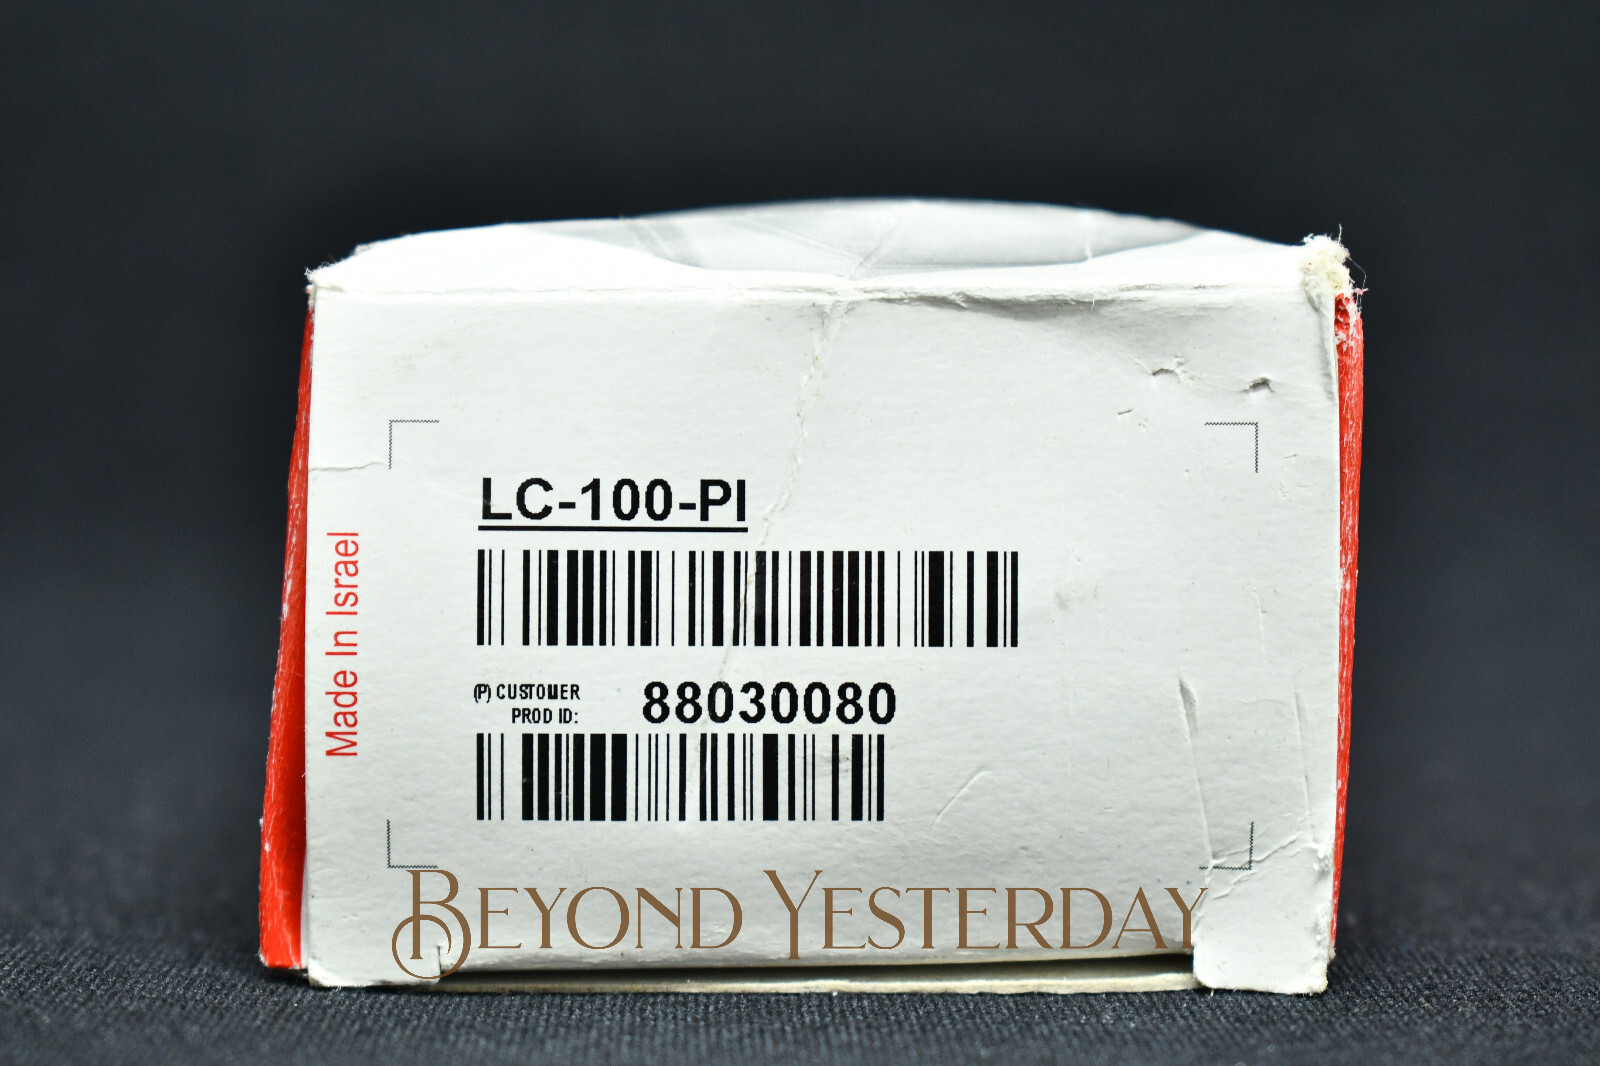 LC-100-PI
Made In Israel
(P) CUSTOMER
PROD ID:
88030080
BEYOND YESTERDAY